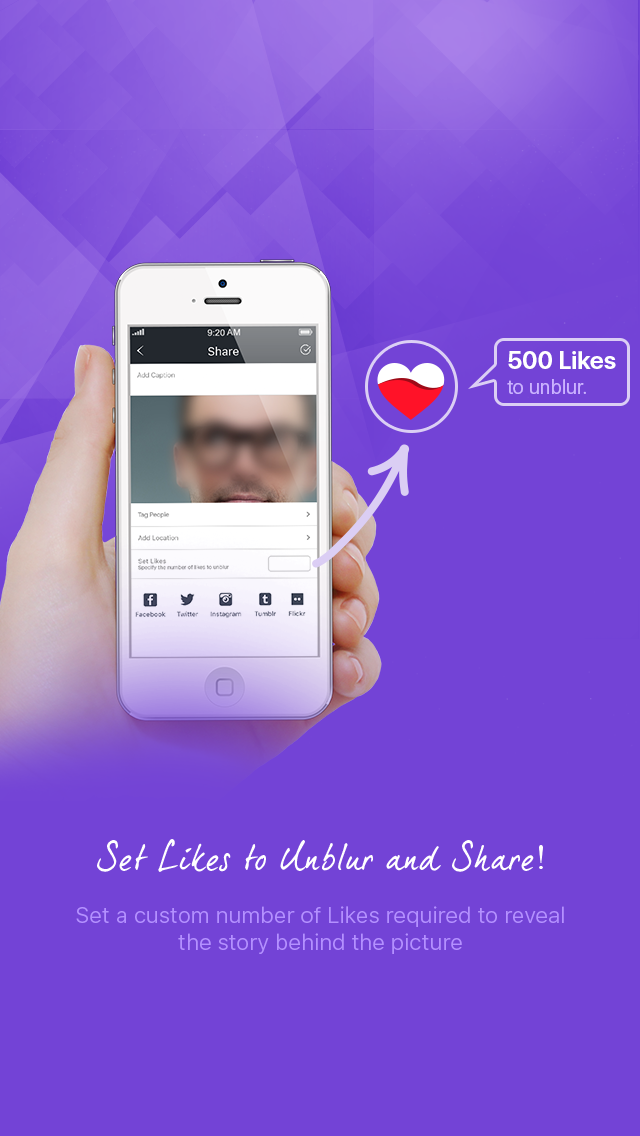 9:20 AM
Share
Add Caption
500 Likes
to unblur.
Tag People
Add Location
Set Likes
Specify the number of likes to unblur
Facebook Twitter Instagram Tumblr Flickr
Set Likes to Unblur and Share!
Set a custom number of Likes required to reveal
the story behind the picture